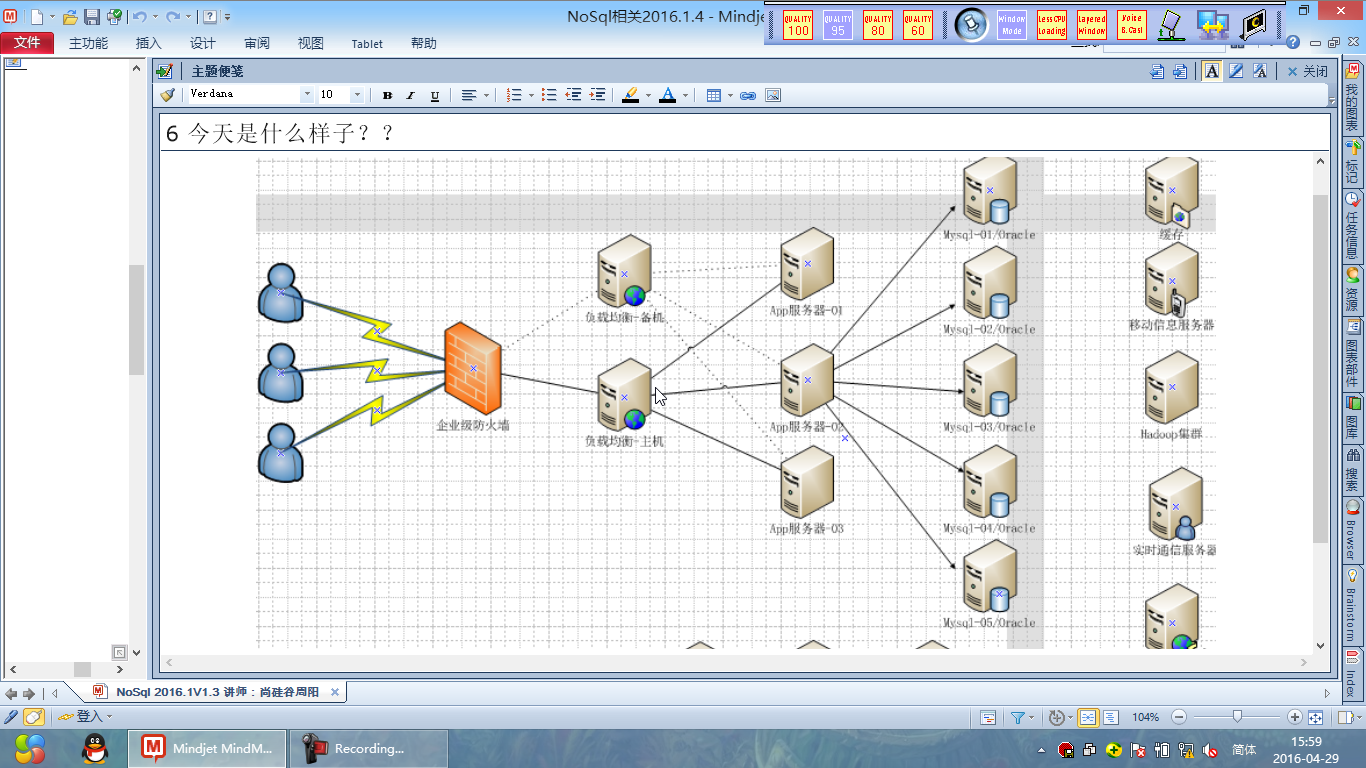 NoSql相关2016.1.4 - Mindje
QUALITY 100
QUALITY 95
QUALITY 80
QUALITY 60
Window Mode
LessCPU Loading
Layered Window
Voice B.Cast
文件 主功能 插入 设计 审阅 视图 Tablet 帮助
主题便笺
关闭
Verdana 10 B I U
6 今天是什么样子？？
Mysql-01/Oracle
缓存
负载均衡-备机
App服务器-01
Mysql-02/Oracle
移动信息服务器
企业级防火墙
负载均衡-主机
App服务器-02
Mysql-03/Oracle
Hadoop集群
App服务器-03
Mysql-04/Oracle
实时通信服务器
Mysql-05/Oracle
我的图表
标记
任务信息
资源
图表部件
图库
搜索
Browser
Brainstorm
Index
NoSql 2016.1V1.3 讲师：尚硅谷周阳
登入
104%
Mindjet MindM...
Recording...
简体
15:59
2016-04-29